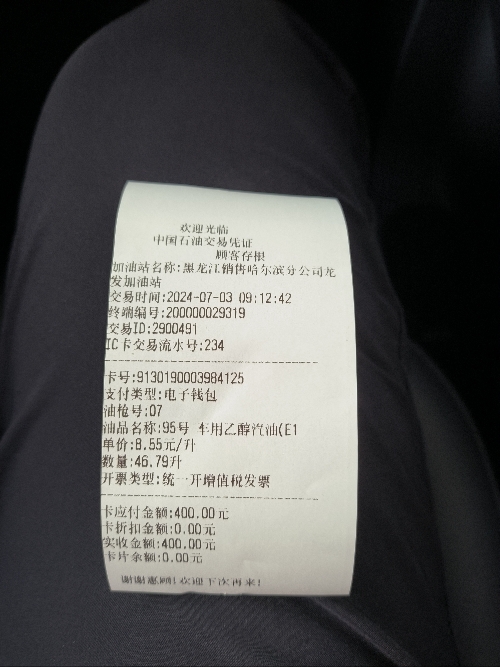 欢迎光临
中国石油交易凭证
顾客存根
加油站名称:黑龙江销售哈尔滨分公司龙
发加油站
交易时间:2024-07-03 09:12:42
终端编号:200000029319
交易ID:2900491
IC卡交易流水号:234
卡号:9130190003984125
支付类型:电子钱包
油枪号:07
油品名称:95号 车用乙醇汽油(E1
单价:8.55元/升
数量:46.79升
开票类型:统一开增值税发票
卡应付金额:400.00元
卡折扣金额:0.00元
实收金额:400.00元
卡片余额:0.00元
谢谢惠顾!欢迎下次再来!